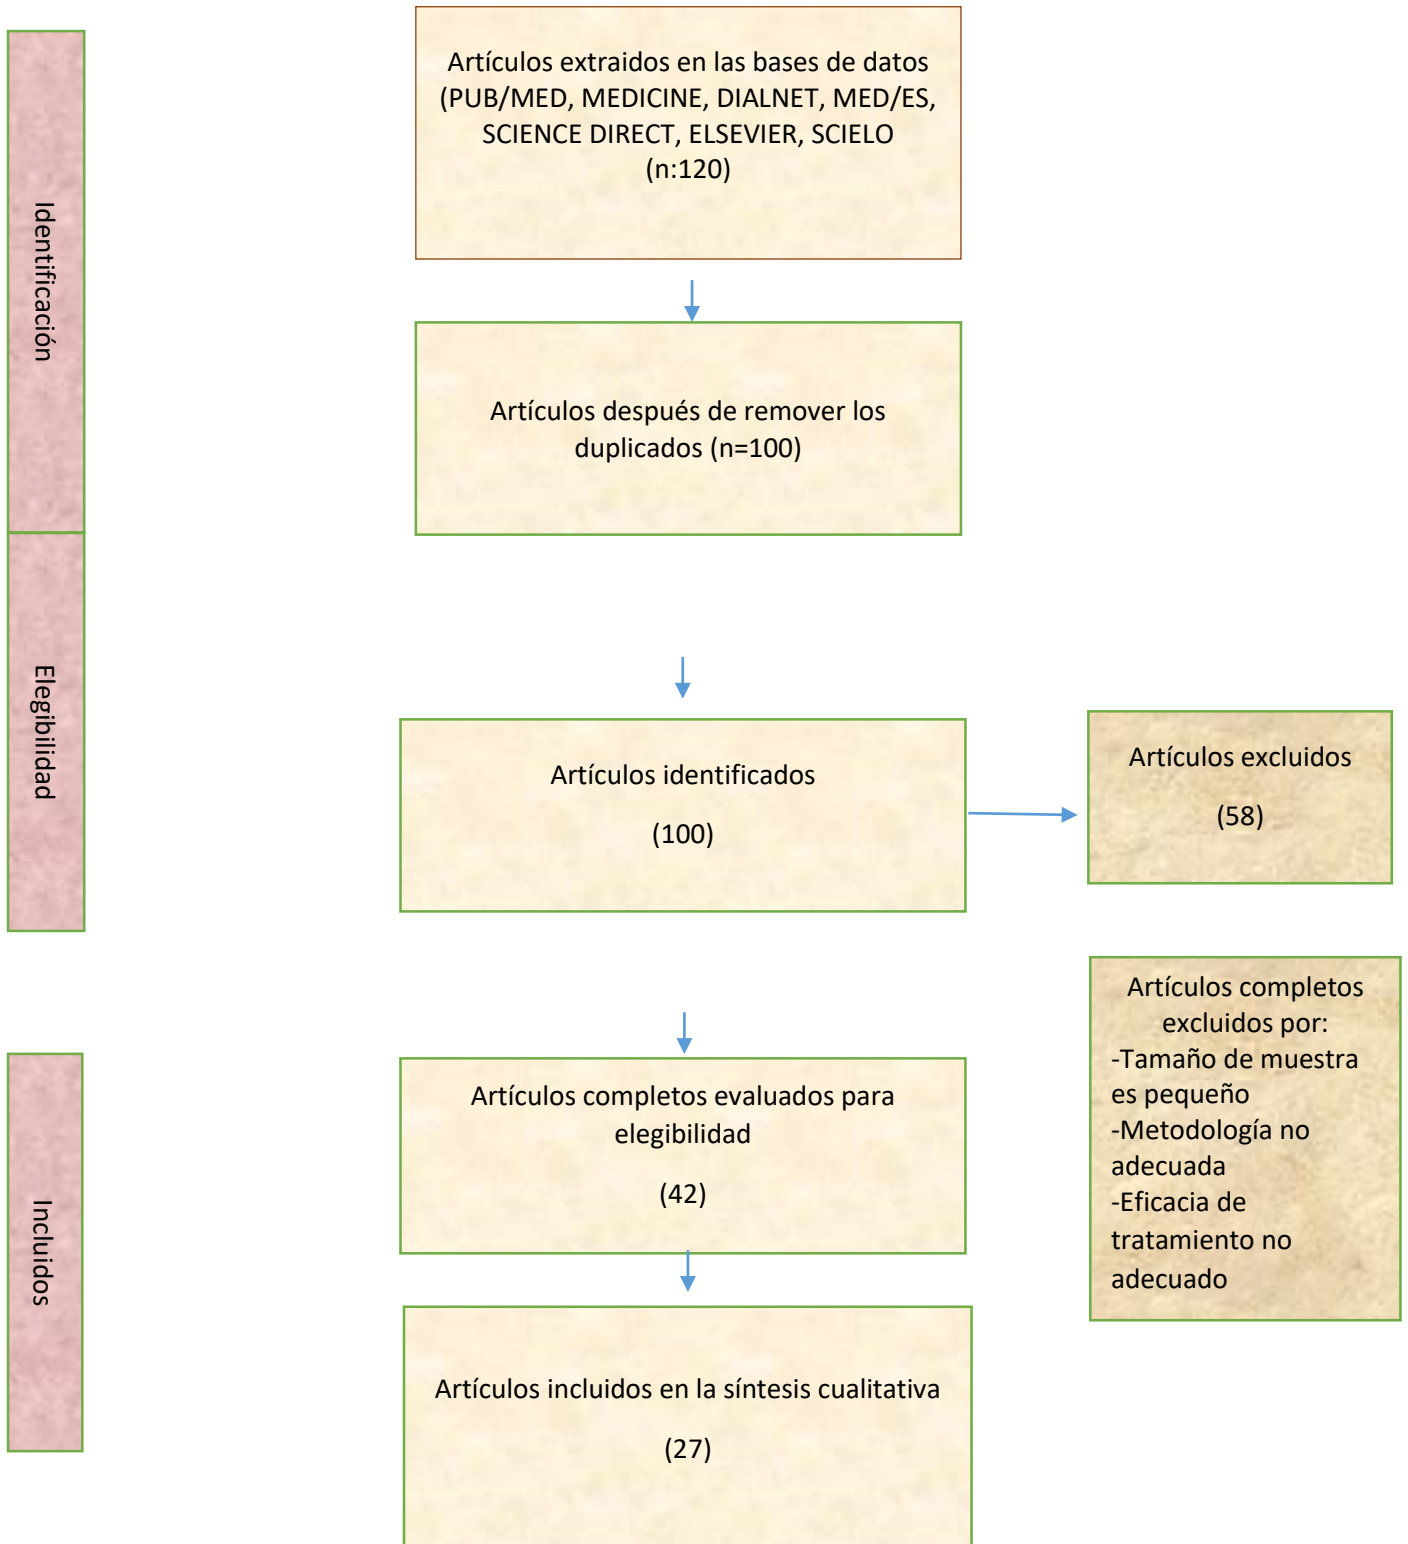 Identificación
Artículos extraidos en las bases de datos
(PUB/MED, MEDICINE, DIALNET, MED/ES,
SCIENCE DIRECT, ELSEVIER, SCIELO
(n:120)
Artículos después de remover los
duplicados (n=100)
Elegibilidad
Artículos identificados
(100)
Artículos excluidos
(58)
Artículos completos
excluidos por:
-Tamaño de muestra
es pequeño
-Metodología no
adecuada
-Eficacia de
tratamiento no
adecuado
Incluidos
Artículos completos evaluados para
elegibilidad
(42)
Artículos incluidos en la síntesis cualitativa
(27)